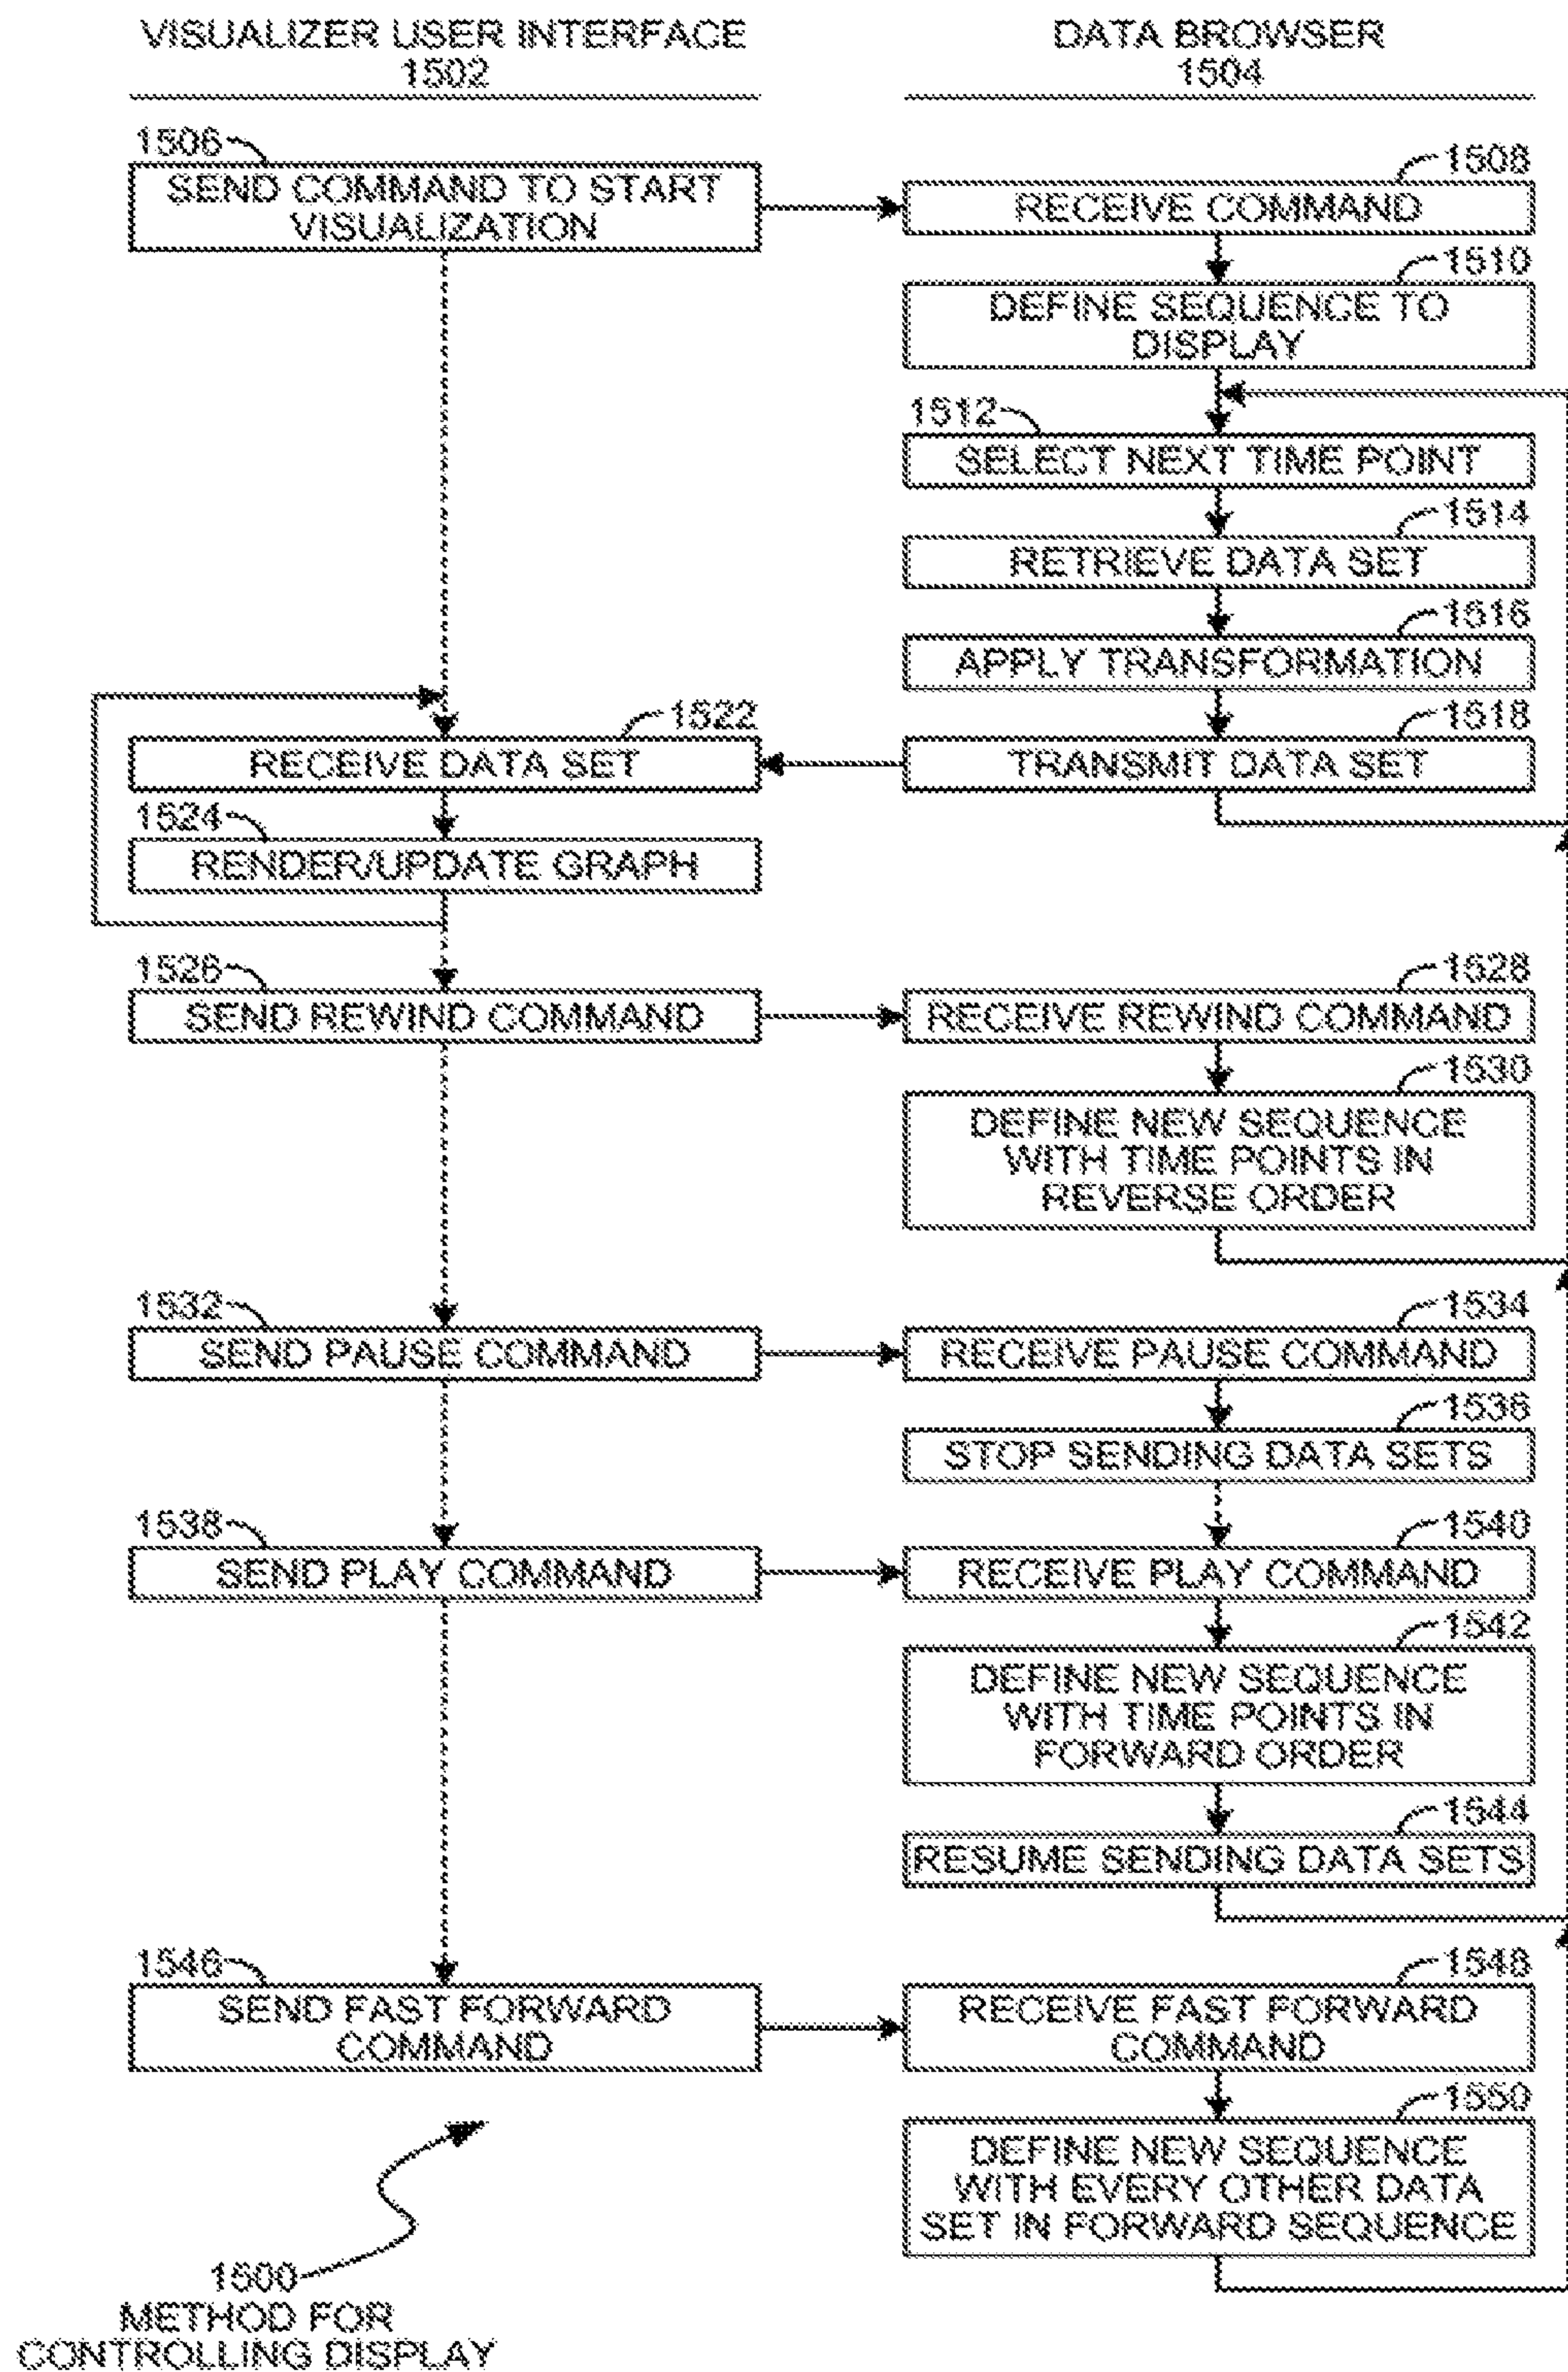 VISUALIZER USER INTERFACE
1502
DATA BROWSER
1504
1506
SEND COMMAND TO START
VISUALIZATION
1508
RECEIVE COMMAND
1510
DEFINE SEQUENCE TO
DISPLAY
1512
SELECT NEXT TIME POINT
1514
RETRIEVE DATA SET
1516
APPLY TRANSFORMATION
1518
TRANSMIT DATA SET
1522
RECEIVE DATA SET
1524
RENDER/UPDATE GRAPH
1526
SEND REWIND COMMAND
1528
RECEIVE REWIND COMMAND
1530
DEFINE NEW SEQUENCE
WITH TIME POINTS IN
REVERSE ORDER
1532
SEND PAUSE COMMAND
1534
RECEIVE PAUSE COMMAND
1536
STOP SENDING DATA SETS
1538
SEND PLAY COMMAND
1540
RECEIVE PLAY COMMAND
1542
DEFINE NEW SEQUENCE
WITH TIME POINTS IN
FORWARD ORDER
1544
RESUME SENDING DATA SETS
1546
SEND FAST FORWARD
COMMAND
1548
RECEIVE FAST FORWARD
COMMAND
1550
DEFINE NEW SEQUENCE
WITH EVERY OTHER DATA
SET IN FORWARD SEQUENCE
1500
METHOD FOR
CONTROLLING DISPLAY